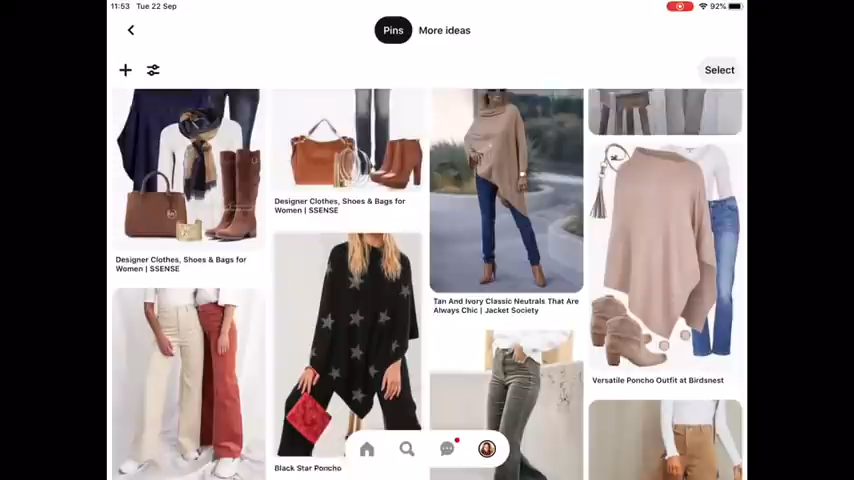 11:53 Tue 22 Sep
92%
Pins
More ideas
Select
Designer Clothes, Shoes & Bags for
Women | SSENSE
Designer Clothes, Shoes & Bags for
Women | SSENSE
Tan And Ivory Classic Neutrals That Are
Always Chic | Jacket Society
Versatile Poncho Outfit at Birdsnest
Black Star Poncho